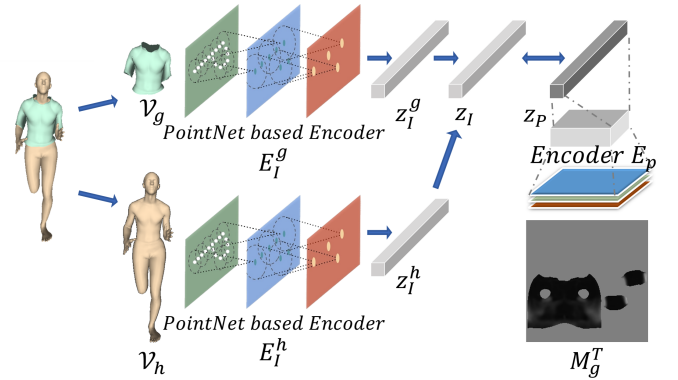 𝒱_g
PointNet based Encoder
E_I^g
z_I^g
z_I
z_P
Encoder E_p
𝒱_h
PointNet based Encoder
E_I^h
z_I^h
M_g^T